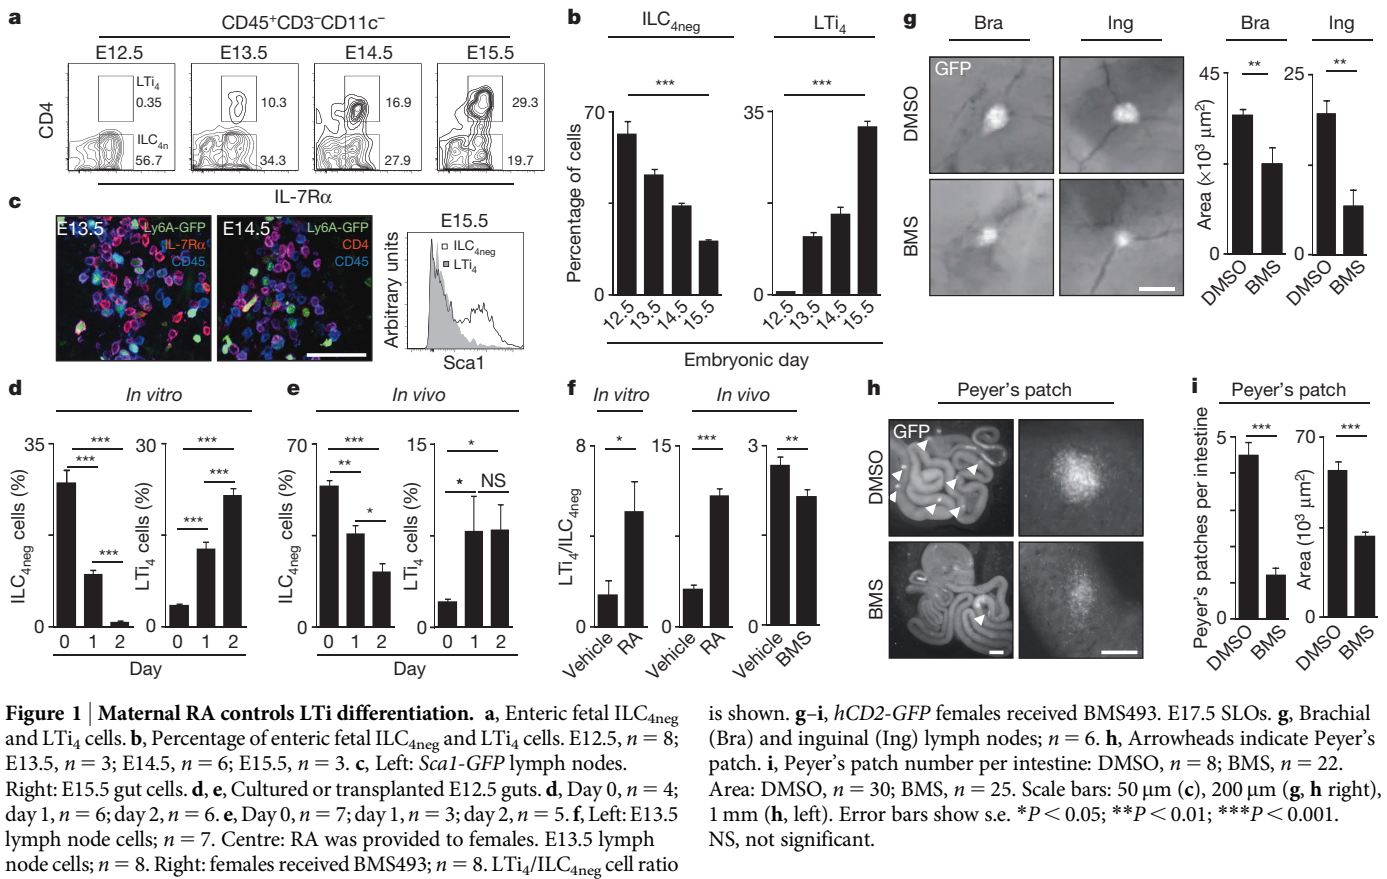 a
CD45⁺CD3⁻CD11c⁻
E12.5 E13.5 E14.5 E15.5
CD4
LTi₄
0.35
ILC₄ₙ
56.7
10.3
34.3
16.9
27.9
29.3
19.7
IL-7Rα
b
ILC₄neg LTi₄
Percentage of cells
70
0
***
12.5 13.5 14.5 15.5
35
0
***
12.5 13.5 14.5 15.5
Embryonic day
c
E13.5
Ly6A-GFP
IL-7Rα
CD45
E14.5
Ly6A-GFP
CD4
CD45
E15.5
Arbitrary units
ILC₄neg
LTi₄
Sca1
d
In vitro
ILC₄neg cells (%)
35
0
***
***
***
0 1 2
LTi₄ cells (%)
30
0
***
***
***
0 1 2
Day
e
In vivo
ILC₄neg cells (%)
70
0
***
**
*
0 1 2
LTi₄ cells (%)
15
0
*
* NS
0 1 2
Day
f
In vitro In vivo
LTi₄/ILC₄neg
8
0
*
Vehicle RA
15
0
***
Vehicle RA
3
0
**
Vehicle BMS
g
Bra Ing
GFP
DMSO
BMS
Bra Ing
Area (×10³ μm²)
45
0
**
DMSO BMS
25
0
**
DMSO BMS
h
Peyer's patch
GFP
DMSO
BMS
i
Peyer's patch
Peyer's patches per intestine
5
0
***
DMSO BMS
Area (10³ μm²)
70
0
***
DMSO BMS
Figure 1 | Maternal RA controls LTi differentiation. a, Enteric fetal ILC₄neg
and LTi₄ cells. b, Percentage of enteric fetal ILC₄neg and LTi₄ cells. E12.5, n = 8;
E13.5, n = 3; E14.5, n = 6; E15.5, n = 3. c, Left: Sca1-GFP lymph nodes.
Right: E15.5 gut cells. d, e, Cultured or transplanted E12.5 guts. d, Day 0, n = 4;
day 1, n = 6; day 2, n = 6. e, Day 0, n = 7; day 1, n = 3; day 2, n = 5. f, Left: E13.5
lymph node cells; n = 7. Centre: RA was provided to females. E13.5 lymph
node cells; n = 8. Right: females received BMS493; n = 8. LTi₄/ILC₄neg cell ratio
is shown. g–i, hCD2-GFP females received BMS493. E17.5 SLOs. g, Brachial
(Bra) and inguinal (Ing) lymph nodes; n = 6. h, Arrowheads indicate Peyer's
patch. i, Peyer's patch number per intestine: DMSO, n = 8; BMS, n = 22.
Area: DMSO, n = 30; BMS, n = 25. Scale bars: 50 μm (c), 200 μm (g, h right),
1 mm (h, left). Error bars show s.e. *P < 0.05; **P < 0.01; ***P < 0.001.
NS, not significant.